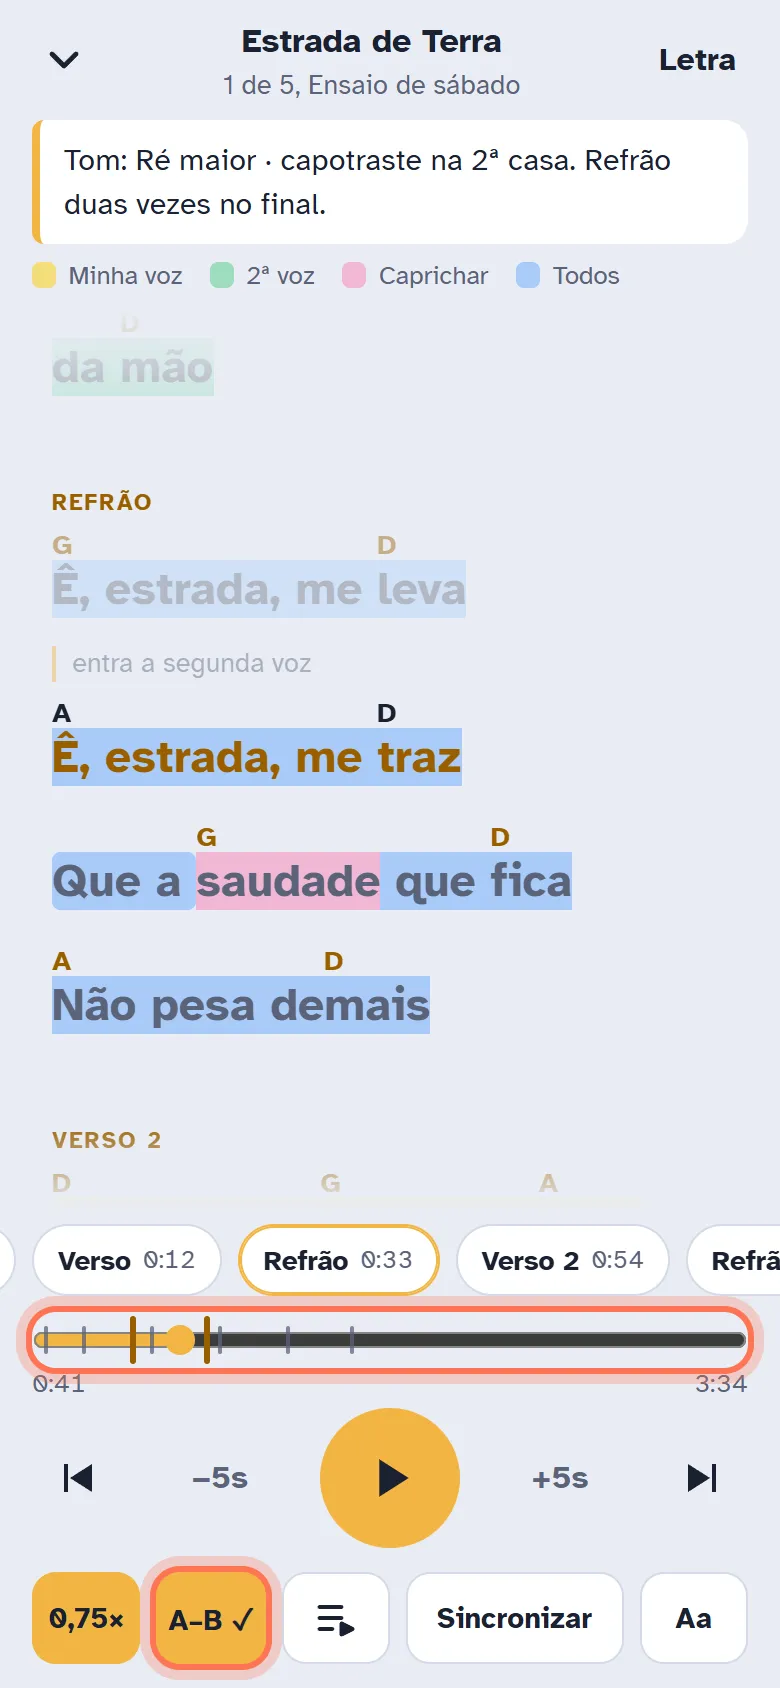 Estrada de Terra
1 de 5, Ensaio de sábado
Letra
Tom: Ré maior · capotraste na 2ª casa. Refrão
duas vezes no final.
Minha voz 2ª voz Caprichar Todos
D
da mão
REFRÃO
G D
Ê, estrada, me leva
entra a segunda voz
A D
Ê, estrada, me traz
G D
Que a saudade que fica
A D
Não pesa demais
VERSO 2
D G A
Verso 0:12 Refrão 0:33 Verso 2 0:54 Refrã
0:41 3:34
–5s +5s
0,75× A–B ✓ Sincronizar Aa